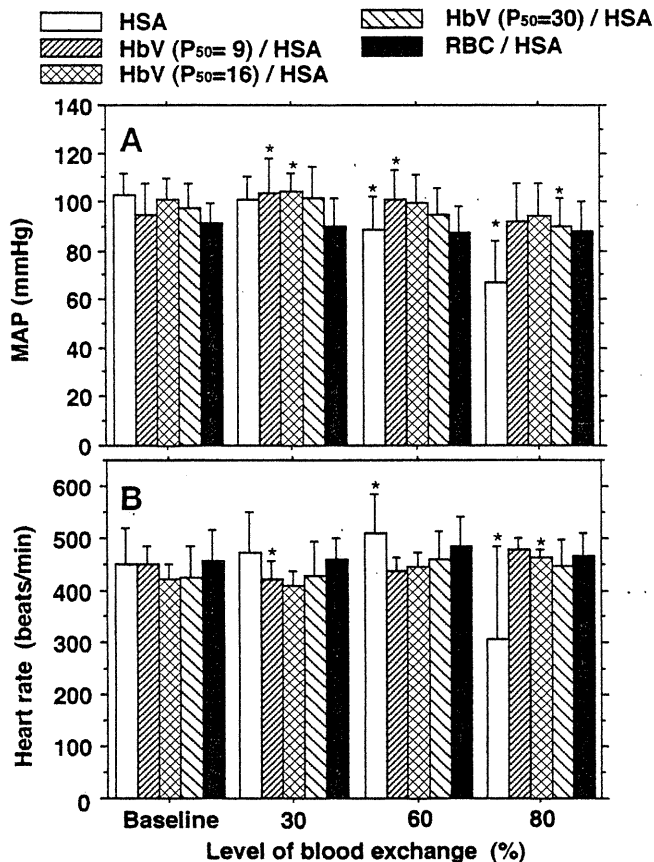 HSA
HbV (P50= 9) / HSA
HbV (P50=16) / HSA
HbV (P50=30) / HSA
RBC / HSA
A
MAP (mmHg)
140
120
100
80
60
40
20
0
* * * * * *
B
Heart rate (beats/min)
600
500
400
300
200
100
0
* * * *
Baseline 30 60 80
Level of blood exchange (%)